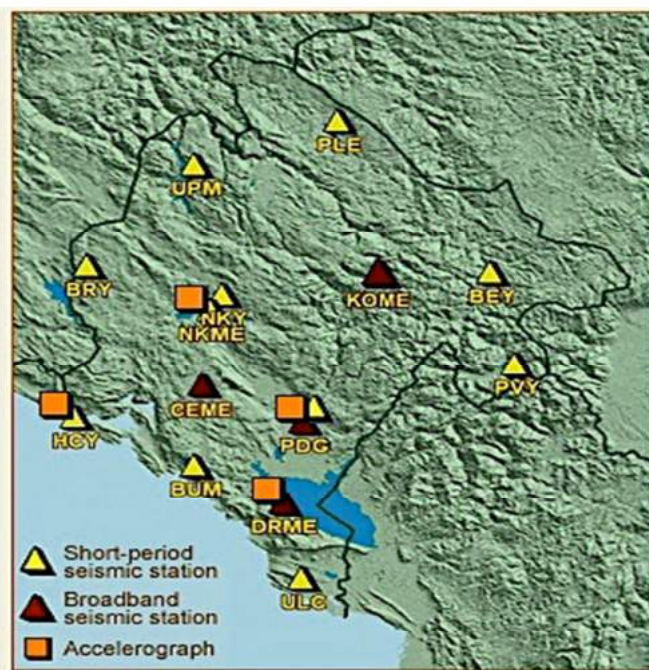 PLE
UPM
BRY
KOME
BEY
NKY
NKME
PVY
CEME
HCY
PDG
BUM
DRME
ULC
Short-period
seismic station
Broadband
seismic station
Accelerograph